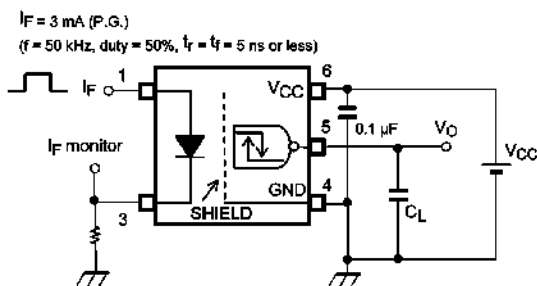 IF = 3 mA (P.G.)
(f = 50 kHz, duty = 50%, tr = tf = 5 ns or less)
IF
1
6
VCC
0.1 μF
5
VO
VCC
IF monitor
GND
4
3
SHIELD
CL